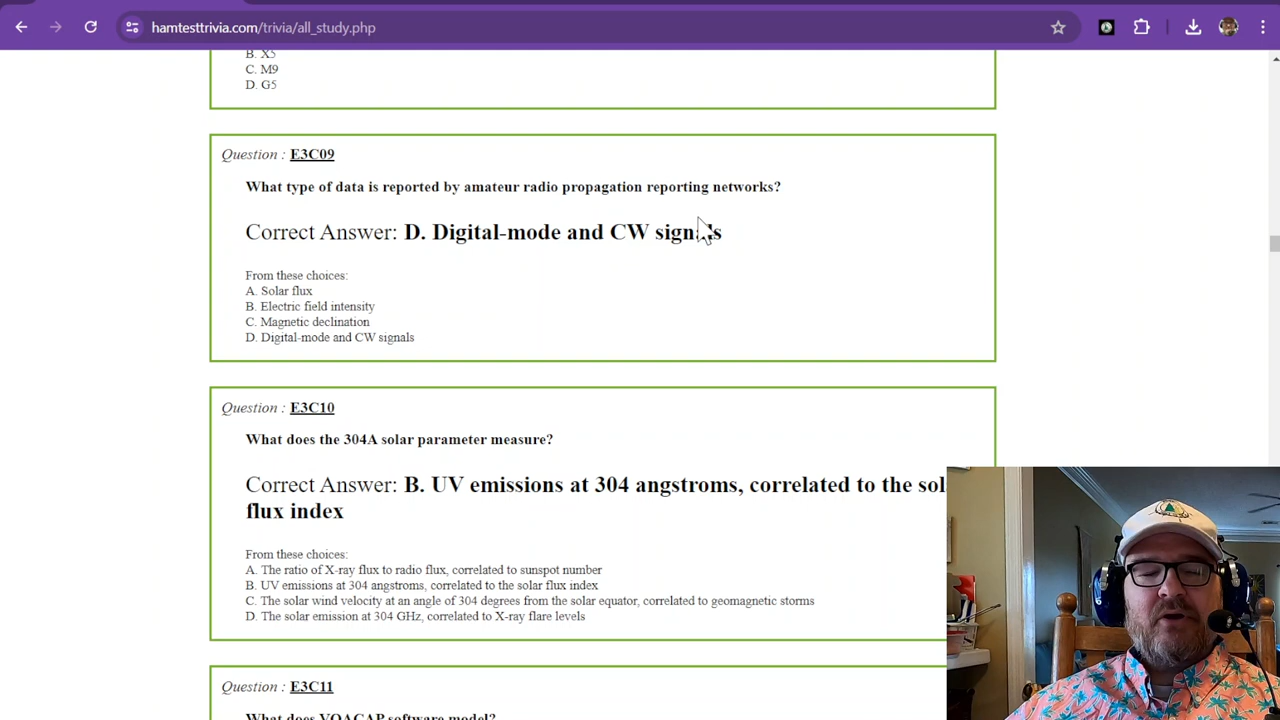 hamtesttrivia.com/trivia/all_study.php
B. X5
C. M9
D. G5
Question : E3C09
What type of data is reported by amateur radio propagation reporting networks?
Correct Answer: D. Digital-mode and CW signals
From these choices:
A. Solar flux
B. Electric field intensity
C. Magnetic declination
D. Digital-mode and CW signals
Question : E3C10
What does the 304A solar parameter measure?
Correct Answer: B. UV emissions at 304 angstroms, correlated to the sol
flux index
From these choices:
A. The ratio of X-ray flux to radio flux, correlated to sunspot number
B. UV emissions at 304 angstroms, correlated to the solar flux index
C. The solar wind velocity at an angle of 304 degrees from the solar equator, correlated to geomagnetic storms
D. The solar emission at 304 GHz, correlated to X-ray flare levels
Question : E3C11
What does VOACAP software model?